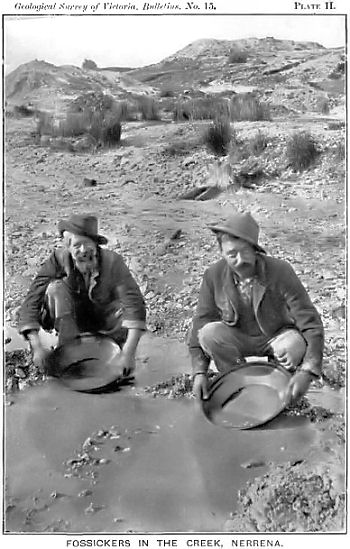 Geological Survey of Victoria, Bulletins, No. 15. PLATE II.
FOSSICKERS IN THE CREEK, NERRENA.